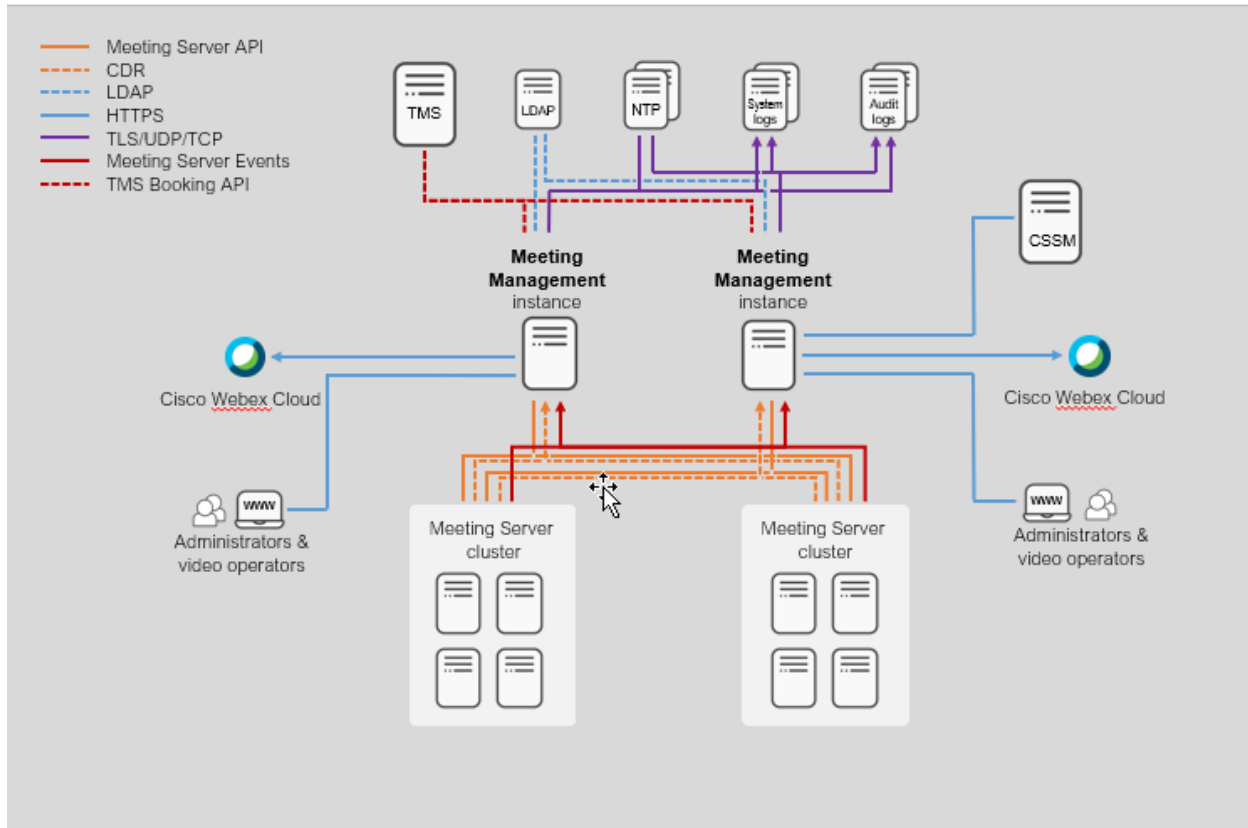 Meeting Server API
CDR
LDAP
HTTPS
TLS/UDP/TCP
Meeting Server Events
TMS Booking API
TMS
LDAP
NTP
System
logs
Audit
logs
CSSM
Meeting
Management
instance
Meeting
Management
instance
Cisco Webex Cloud
Cisco Webex Cloud
www
Administrators &
video operators
www
Administrators &
video operators
Meeting Server
cluster
Meeting Server
cluster